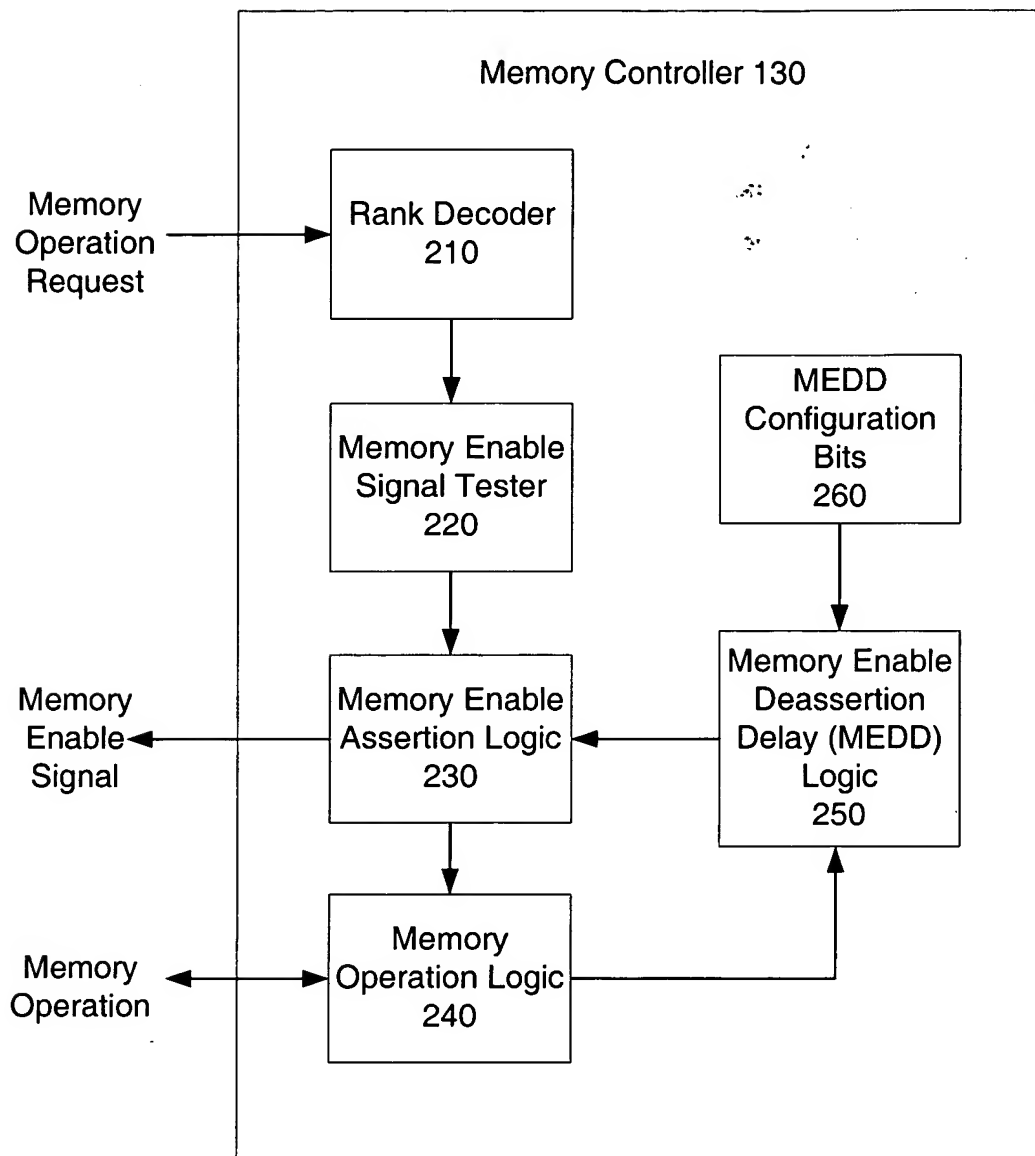 Memory Controller 130
Memory
Operation
Request
Rank Decoder
210
Memory Enable
Signal Tester
220
MEDD
Configuration
Bits
260
Memory
Enable
Signal
Memory Enable
Assertion Logic
230
Memory Enable
Deassertion
Delay (MEDD)
Logic
250
Memory
Operation
Memory
Operation Logic
240